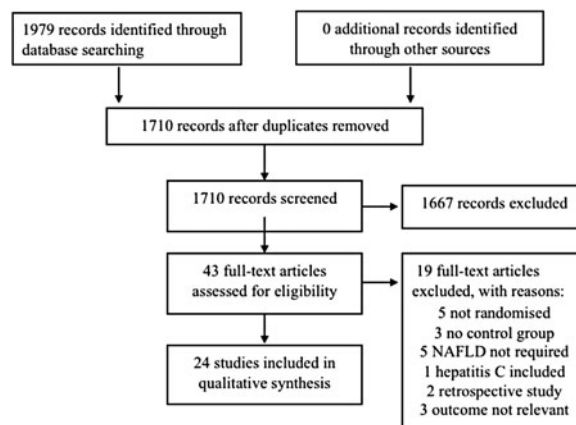 1979 records identified through
database searching
0 additional records identified
through other sources
1710 records after duplicates removed
1710 records screened
1667 records excluded
43 full-text articles
assessed for eligibility
19 full-text articles
excluded, with reasons:
5 not randomised
3 no control group
5 NAFLD not required
1 hepatitis C included
2 retrospective study
3 outcome not relevant
24 studies included in
qualitative synthesis